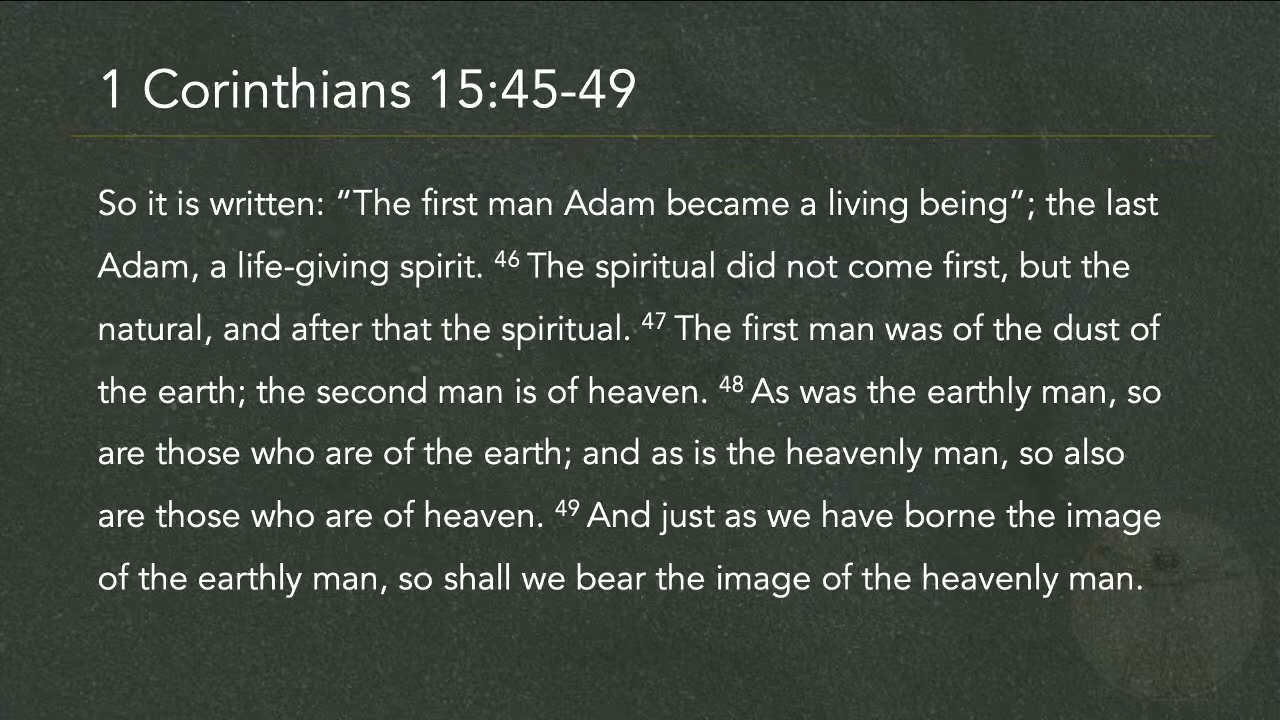 1 Corinthians 15:45-49
So it is written: “The first man Adam became a living being”; the last
Adam, a life-giving spirit. 46 The spiritual did not come first, but the
natural, and after that the spiritual. 47 The first man was of the dust of
the earth; the second man is of heaven. 48 As was the earthly man, so
are those who are of the earth; and as is the heavenly man, so also
are those who are of heaven. 49 And just as we have borne the image
of the earthly man, so shall we bear the image of the heavenly man.